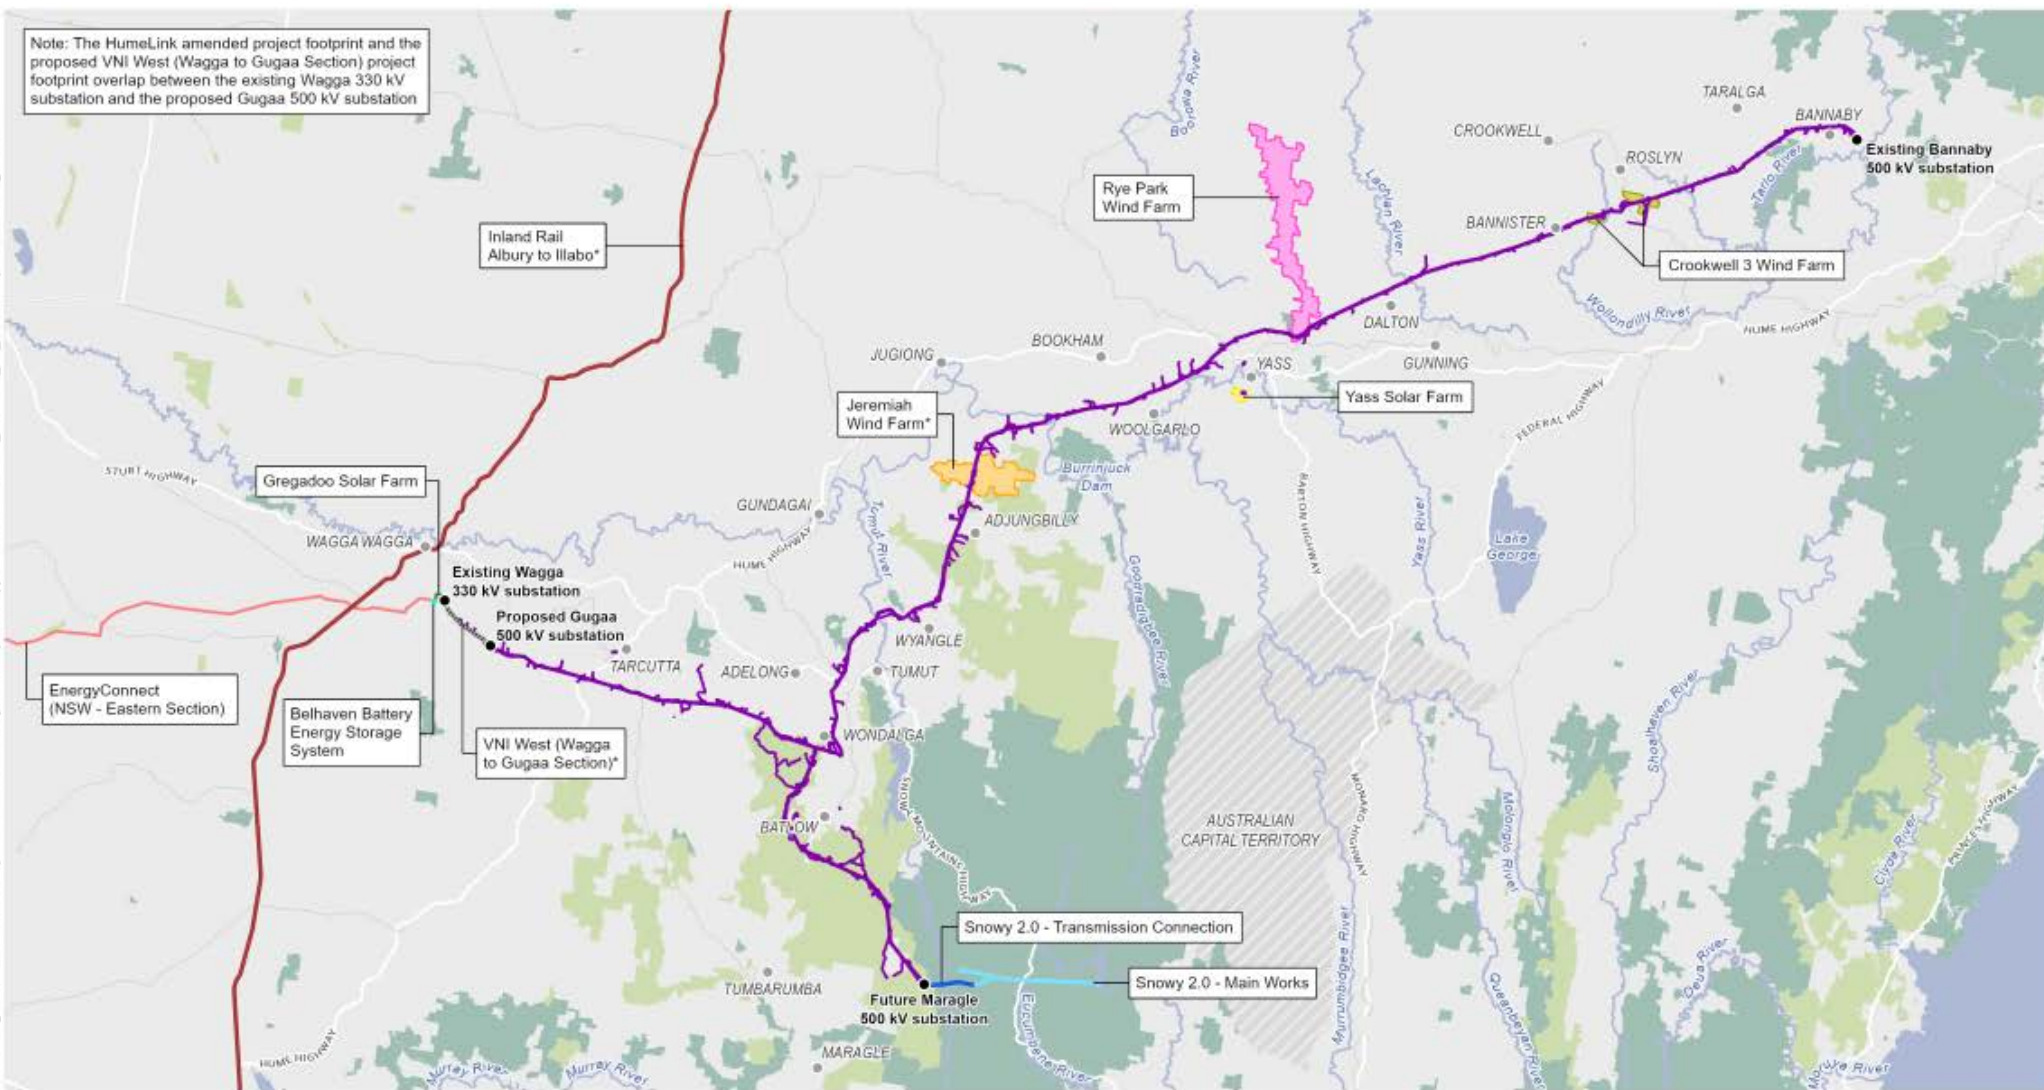 Note: The HumeLink amended project footprint and the
proposed VNI West (Wagga to Gugaa Section) project
footprint overlap between the existing Wagga 330 kV
substation and the proposed Gugaa 500 kV substation
Boorowa River
TARALGA
BANNABY
CROOKWELL
Existing Bannaby
500 kV substation
ROSLYN
Tarlo River
Rye Park
Wind Farm
Lachlan River
BANNISTER
Inland Rail
Albury to Illabo*
Crookwell 3 Wind Farm
Wollondilly River
HUME HIGHWAY
DALTON
BOOKHAM
JUGIONG
GUNNING
YASS
Jeremiah
Wind Farm*
Yass Solar Farm
FEDERAL HIGHWAY
WOOLGARLO
STURT HIGHWAY
Gregadoo Solar Farm
Burrinjuck
Dam
BARTON HIGHWAY
Yass River
GUNDAGAI
Tumut River
ADJUNGBILLY
Lake
George
WAGGA WAGGA
HUME HIGHWAY
Goodradigbee River
Existing Wagga
330 kV substation
Proposed Gugaa
500 kV substation
WYANGLE
TARCUTTA
ADELONG
TUMUT
EnergyConnect
(NSW - Eastern Section)
Belhaven Battery
Energy Storage
System
VNI West (Wagga
to Gugaa Section)*
WONDALGA
Shoalhaven River
SNOWY MOUNTAINS HIGHWAY
MONARO HIGHWAY
Molonglo River
BATLOW
AUSTRALIAN
CAPITAL TERRITORY
Clyde River
PRINCES HIGHWAY
Snowy 2.0 - Transmission Connection
Snowy 2.0 - Main Works
Murrumbidgee River
Queanbeyan River
Deua River
TUMBARUMBA
Future Maragle
500 kV substation
Eucumbene River
MARAGLE
HUME HIGHWAY
Murray River
Murray River
Moruya River